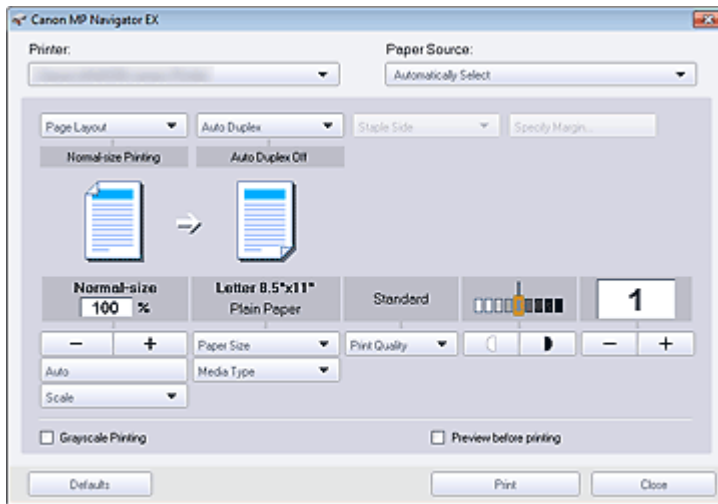 Canon MP Navigator EX
Printer:
Paper Source:
Automatically Select
Page Layout
Auto Duplex
Staple Side
Specify Margin...
Normal-size Printing
Auto Duplex Off
Normal-size
100 %
Letter 8.5"x11"
Plain Paper
Standard
1
- +
Paper Size
Print Quality
- +
Auto
Media Type
Scale
Grayscale Printing
Preview before printing
Defaults
Print
Close